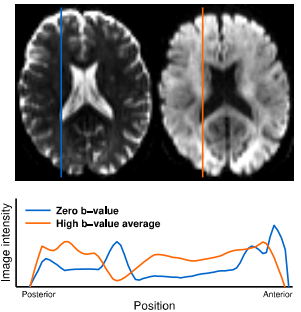 Zero b-value
High b-value average
Image intensity
Posterior
Anterior
Position